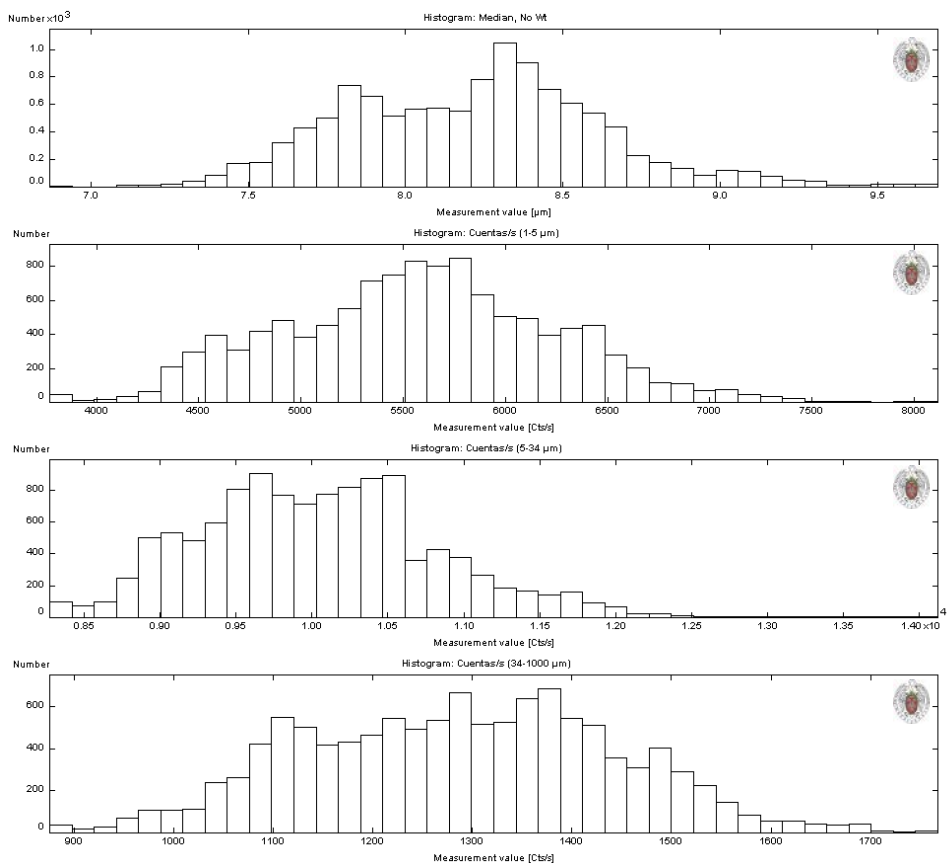 Number ×10³
Histogram: Median, No Wt
1.0
0.8
0.6
0.4
0.2
0.0
7.0 7.5 8.0 8.5 9.0 9.5
Measurement value [µm]
Number
Histogram: Cuentas/s (1-5 µm)
800
600
400
200
0
4000 4500 5000 5500 6000 6500 7000 7500 8000
Measurement value [Cts/s]
Number
Histogram: Cuentas/s (5-34 µm)
800
600
400
200
0
0.85 0.90 0.95 1.00 1.05 1.10 1.15 1.20 1.25 1.30 1.35 1.40 ×10 4
Measurement value [Cts/s]
Number
Histogram: Cuentas/s (34-1000 µm)
600
400
200
0
900 1000 1100 1200 1300 1400 1500 1600 1700
Measurement value [Cts/s]